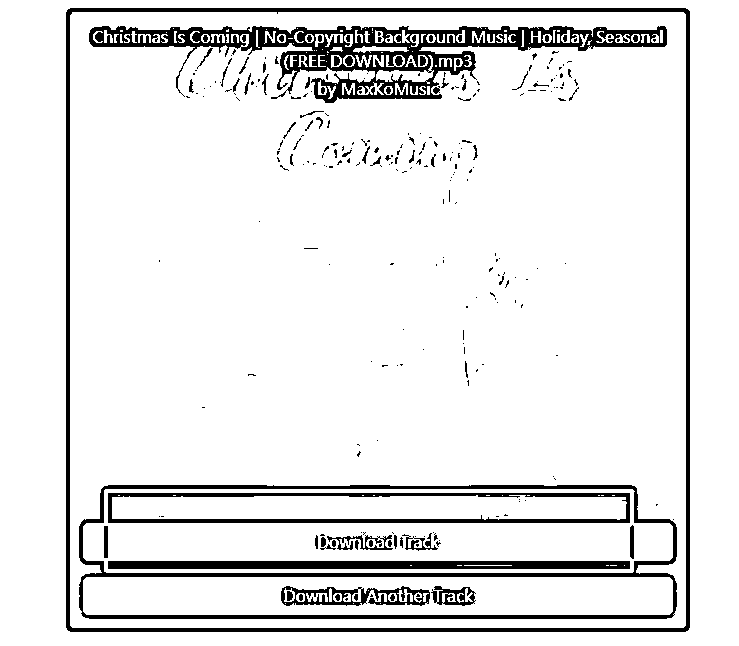 Christmas Is Coming | No-Copyright Background Music | Holiday, Seasonal
(FREE DOWNLOAD).mp3
by MaxKoMusic
Christmas Is
Coming
Download Track
Download Another Track